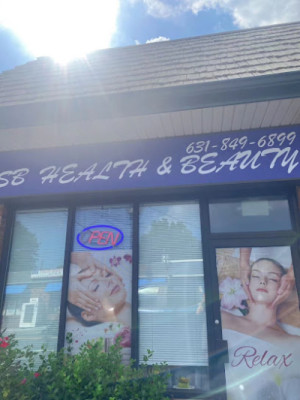 631-849-6899
SB HEALTH & BEAUTY
OPEN
Relax